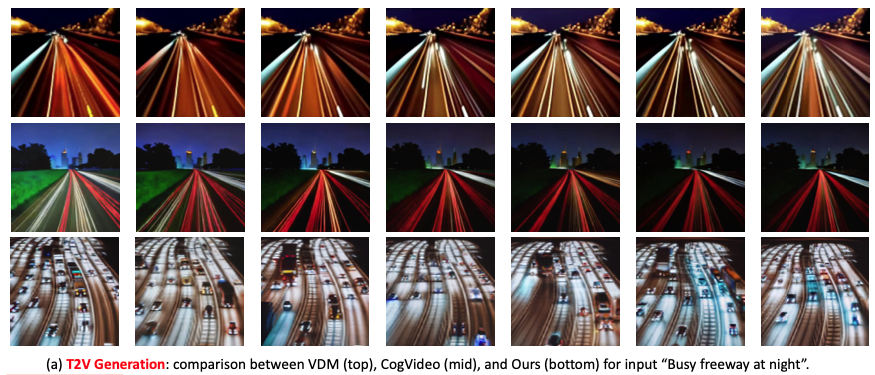 (a) T2V Generation: comparison between VDM (top), CogVideo (mid), and Ours (bottom) for input “Busy freeway at night”.